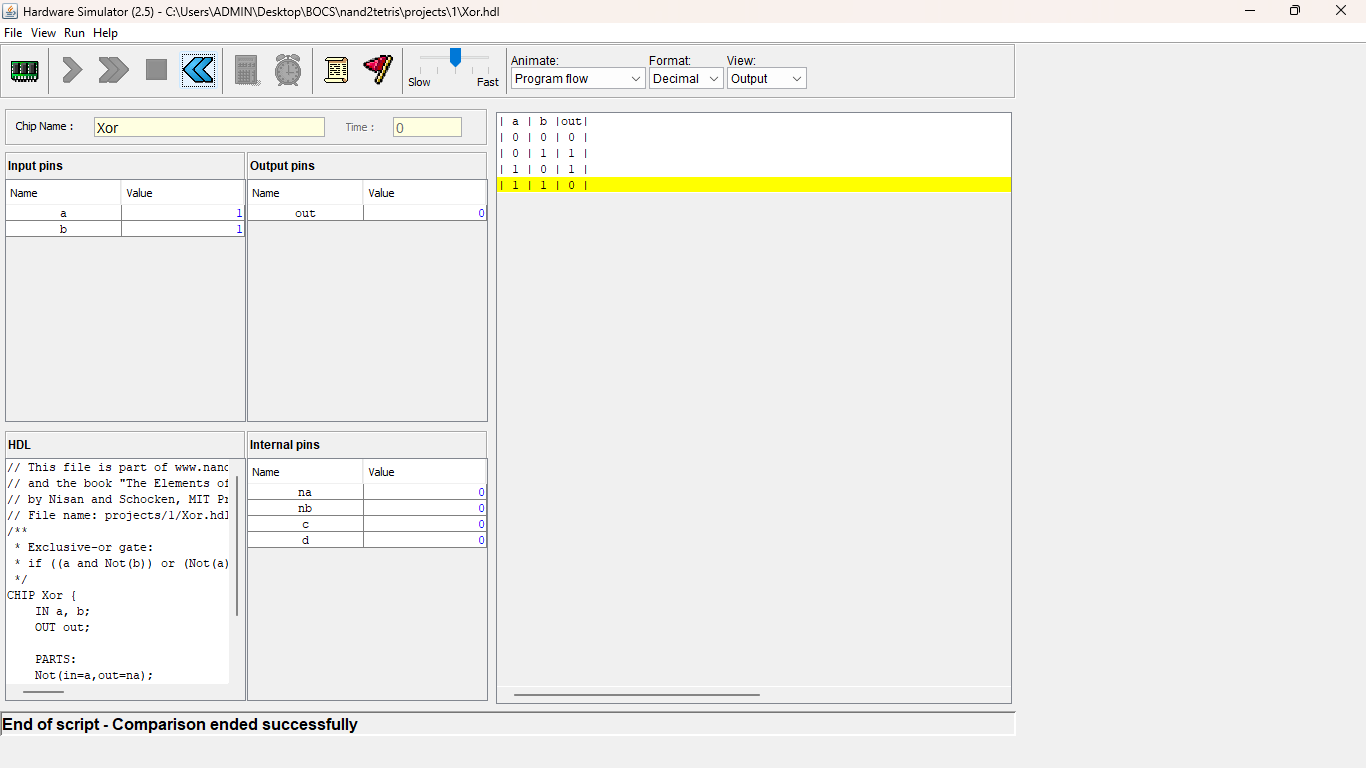 Hardware Simulator (2.5) - C:\Users\ADMIN\Desktop\BOCS\nand2tetris\projects\1\Xor.hdl
File View Run Help
Slow Fast
Animate: Format: View:
Program flow Decimal Output
Chip Name : Xor Time : 0
Input pins
Name Value
a 1
b 1
Output pins
Name Value
out 0
| a | b |out|
| 0 | 0 | 0 |
| 0 | 1 | 1 |
| 1 | 0 | 1 |
| 1 | 1 | 0 |
HDL
// This file is part of www.nand
// and the book "The Elements of
// by Nisan and Schocken, MIT Pr
// File name: projects/1/Xor.hdl
/**
* Exclusive-or gate:
* if ((a and Not(b)) or (Not(a)
*/
CHIP Xor {
IN a, b;
OUT out;
PARTS:
Not(in=a,out=na);
Internal pins
Name Value
na 0
nb 0
c 0
d 0
End of script - Comparison ended successfully